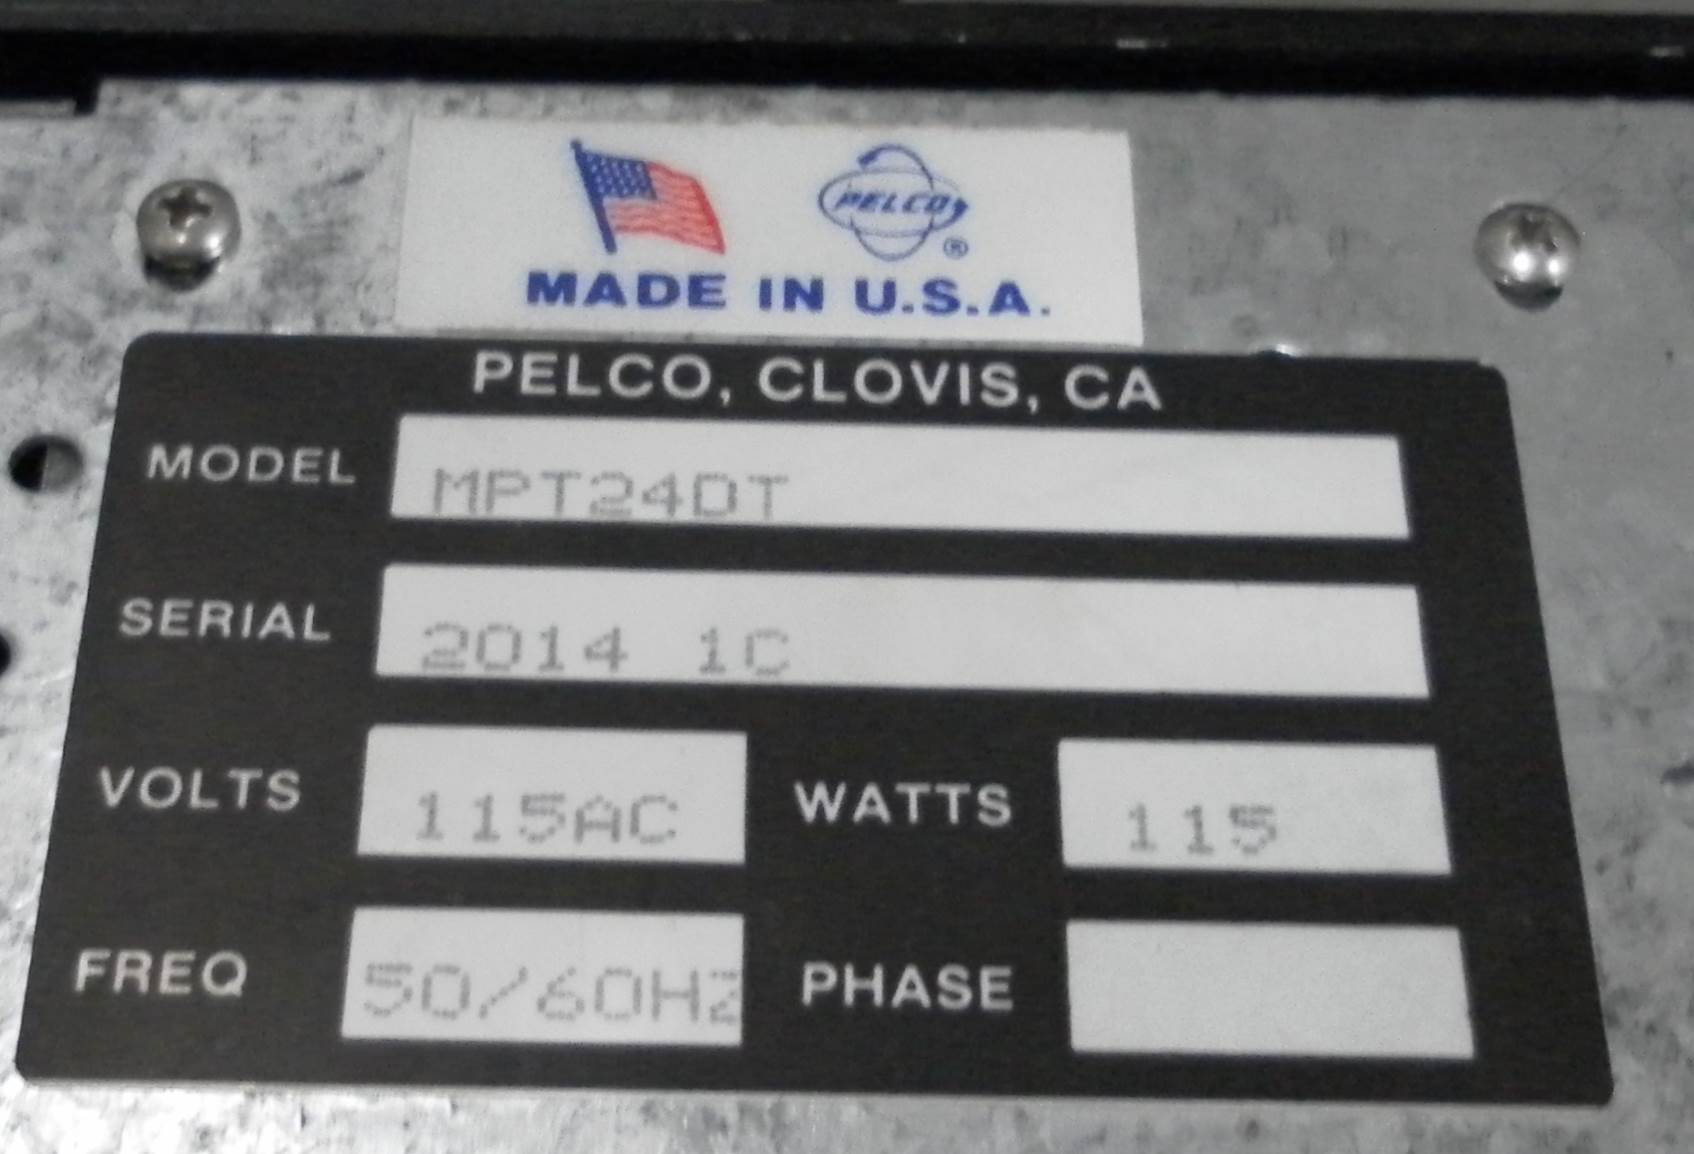 PELCO®
MADE IN U.S.A.
PELCO, CLOVIS, CA
MODEL MPT24DT
SERIAL 2014 1C
VOLTS 115AC WATTS 115
FREQ 50/60HZ PHASE